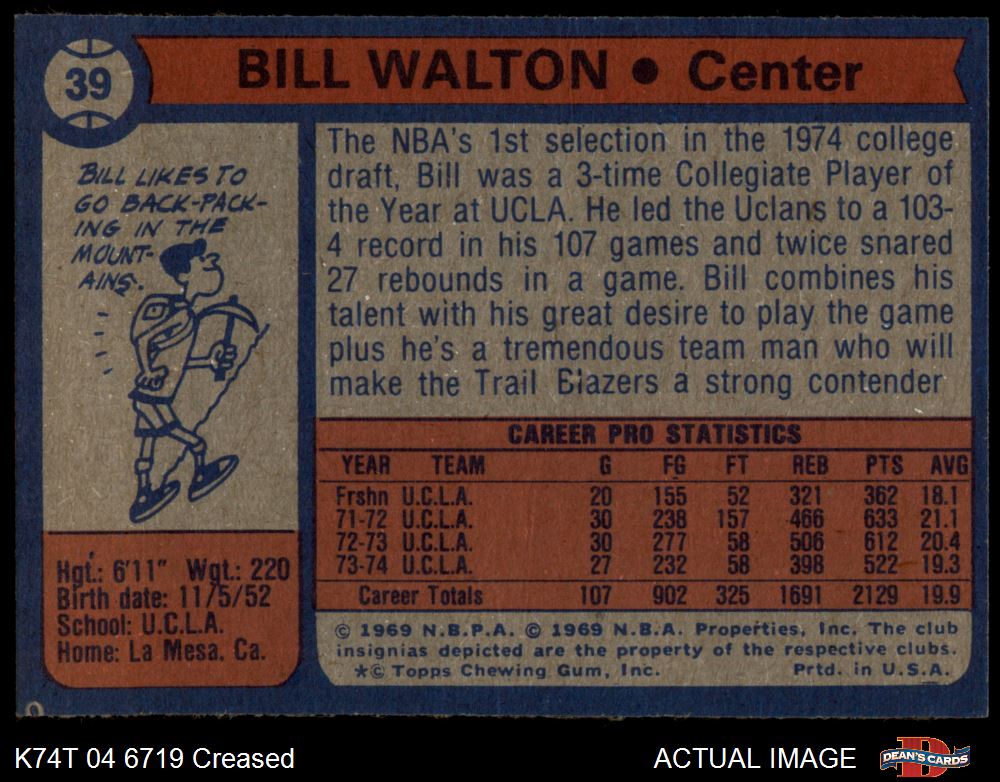 39
BILL WALTON • Center
BILL LIKES TO
GO BACK-PACK-
ING IN THE
MOUNT-
AINS.
The NBA's 1st selection in the 1974 college
draft, Bill was a 3-time Collegiate Player of
the Year at UCLA. He led the Uclans to a 103-
4 record in his 107 games and twice snared
27 rebounds in a game. Bill combines his
talent with his great desire to play the game
plus he's a tremendous team man who will
make the Trail Blazers a strong contender
Hgt.: 6'11" Wgt.: 220
Birth date: 11/5/52
School: U.C.L.A.
Home: La Mesa, Ca.
CAREER PRO STATISTICS
YEAR TEAM G FG FT REB PTS AVG
Frshn U.C.L.A. 20 155 52 321 362 18.1
71-72 U.C.L.A. 30 238 157 466 633 21.1
72-73 U.C.L.A. 30 277 58 506 612 20.4
73-74 U.C.L.A. 27 232 58 398 522 19.3
Career Totals 107 902 325 1691 2129 19.9
© 1969 N.B.P.A. © 1969 N.B.A. Properties, Inc. The club
insignias depicted are the property of the respective clubs.
*© Topps Chewing Gum, Inc. Prtd. in U.S.A.
K74T 04 6719 Creased ACTUAL IMAGE
DEAN'S CARDS